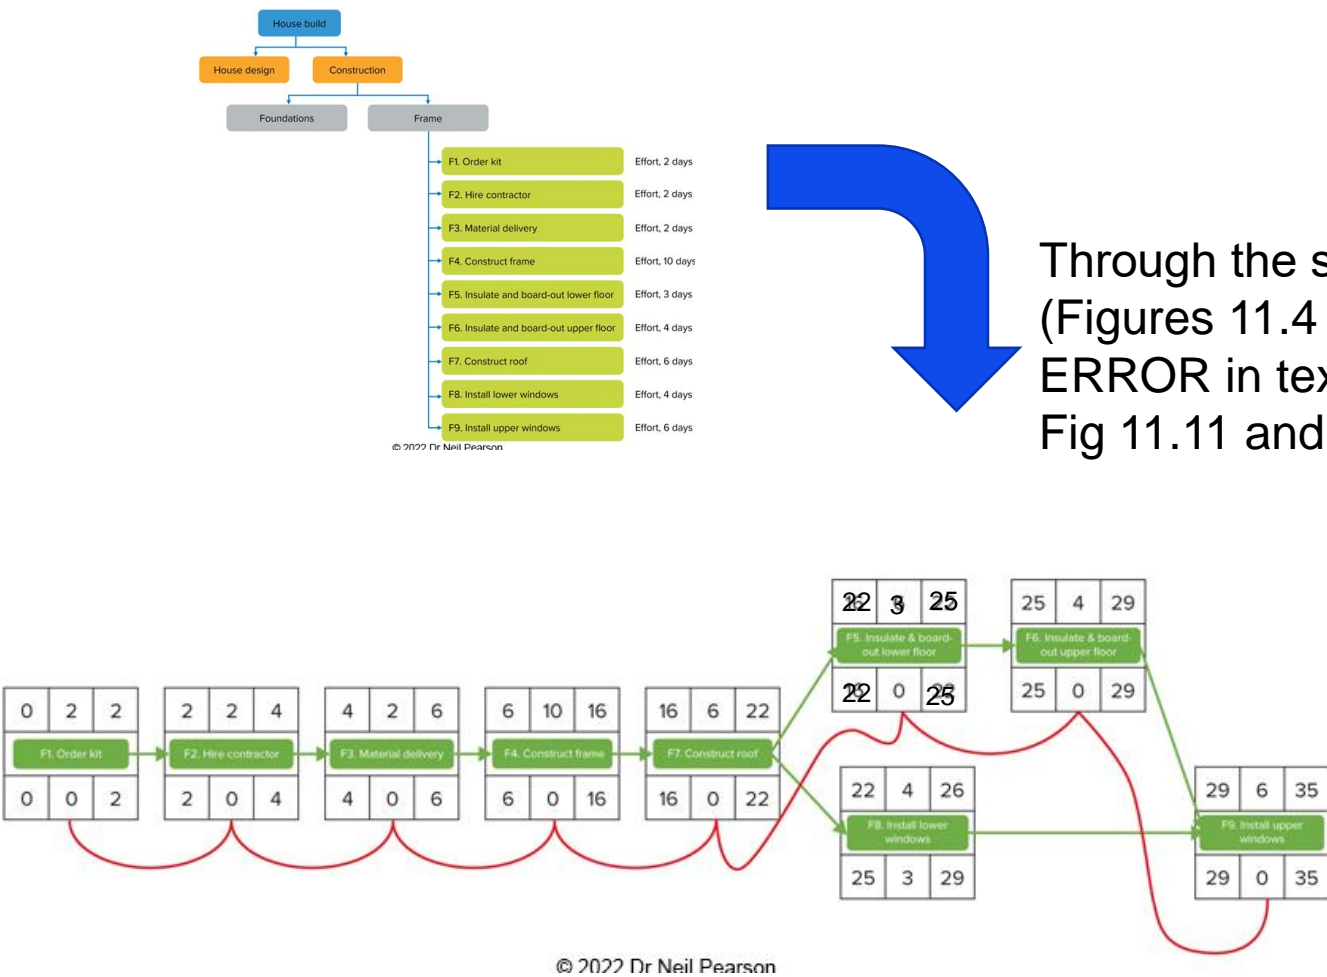 House build
House design
Construction
Foundations
Frame
F1. Order kit Effort, 2 days
F2. Hire contractor Effort, 2 days
F3. Material delivery Effort, 2 days
F4. Construct frame Effort, 10 days
F5. Insulate and board-out lower floor Effort, 3 days
F6. Insulate and board-out upper floor Effort, 4 days
F7. Construct roof Effort, 6 days
F8. Install lower windows Effort, 4 days
F9. Install upper windows Effort, 6 days
© 2022 Dr Neil Pearson
Through the s
(Figures 11.4
ERROR in tex
Fig 11.11 and
0 2 2
F1. Order kit
0 0 2
2 2 4
F2. Hire contractor
2 0 4
4 2 6
F3. Material delivery
4 0 6
6 10 16
F4. Construct frame
6 0 16
16 6 22
F7. Construct roof
16 0 22
22 3 25
F5. Insulate & board-
out lower floor
22 0 25
25 4 29
F6. Insulate & board-
out upper floor
25 0 29
22 4 26
F8. Install lower
windows
25 3 29
29 6 35
F9. Install upper
windows
29 0 35
© 2022 Dr Neil Pearson